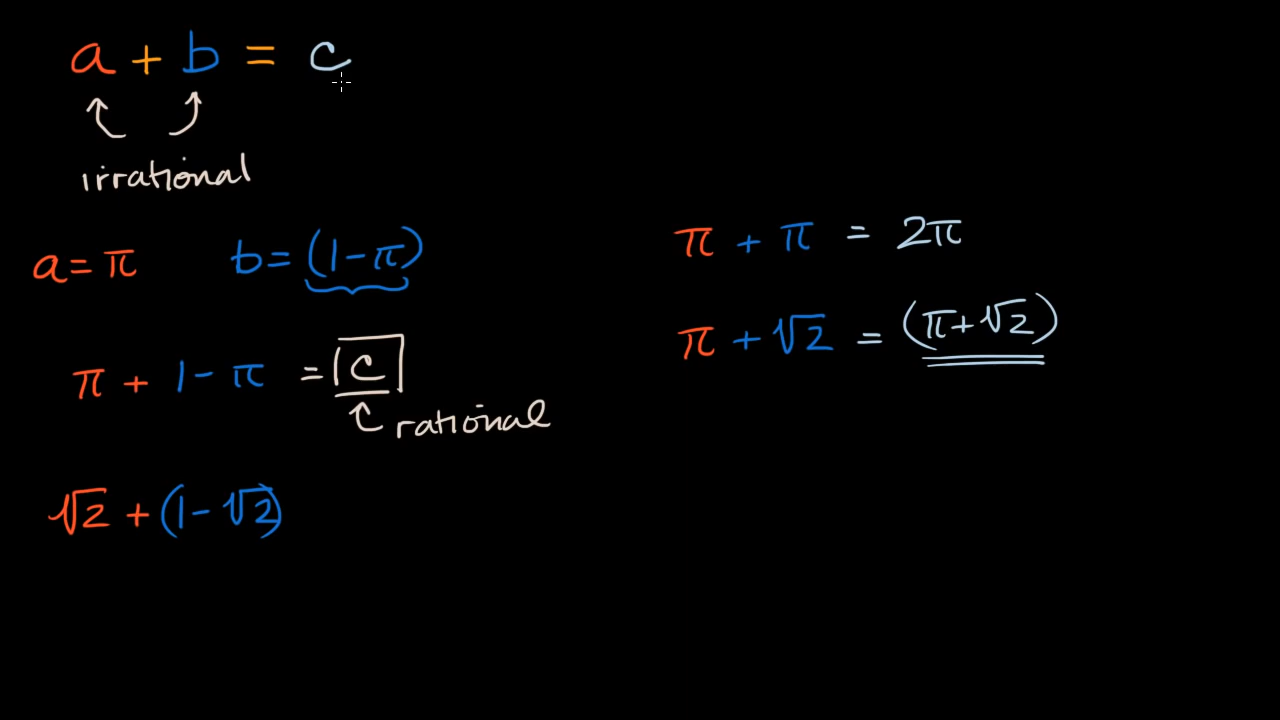 a + b = c
irrational
a = π b = (1 - π)
π + 1 - π = c
rational
√2 + (1 - √2)
π + π = 2π
π + √2 = (π + √2)